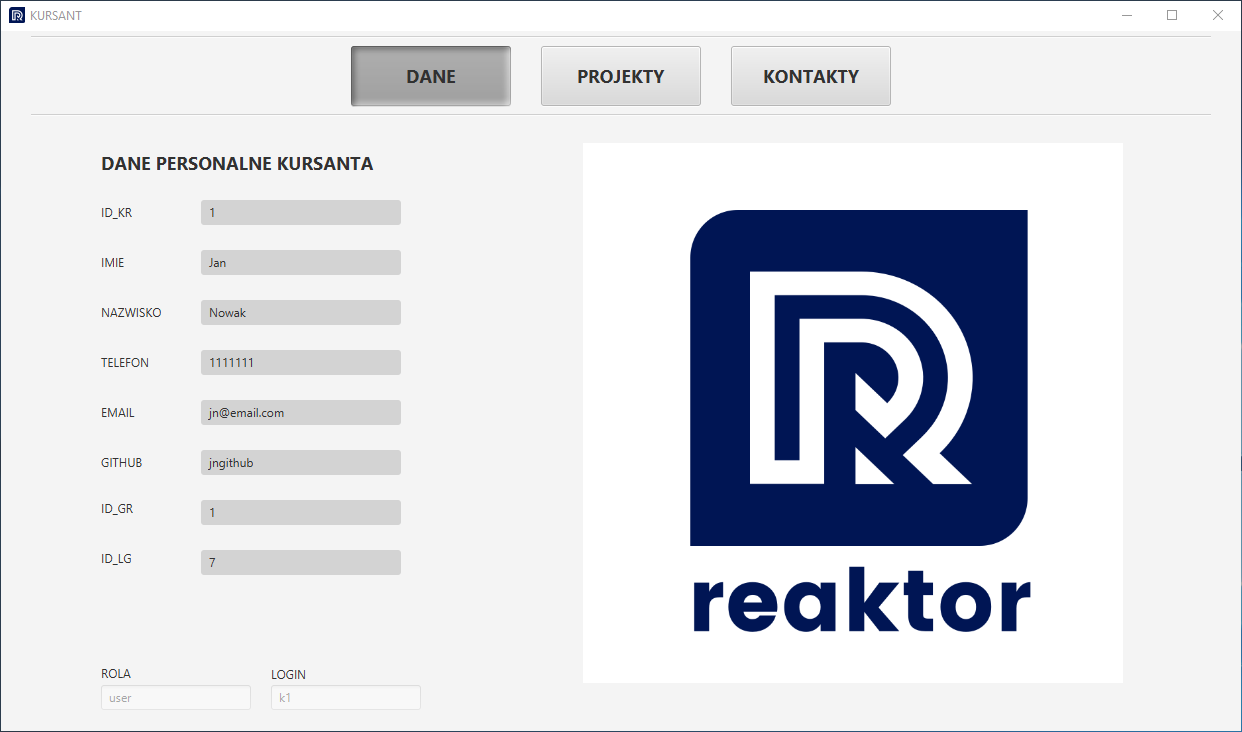 KURSANT
DANE
PROJEKTY
KONTAKTY
DANE PERSONALNE KURSANTA
ID_KR
1
IMIE
Jan
NAZWISKO
Nowak
TELEFON
1111111
EMAIL
jn@email.com
GITHUB
jngithub
ID_GR
1
ID_LG
7
ROLA
user
LOGIN
k1
reaktor